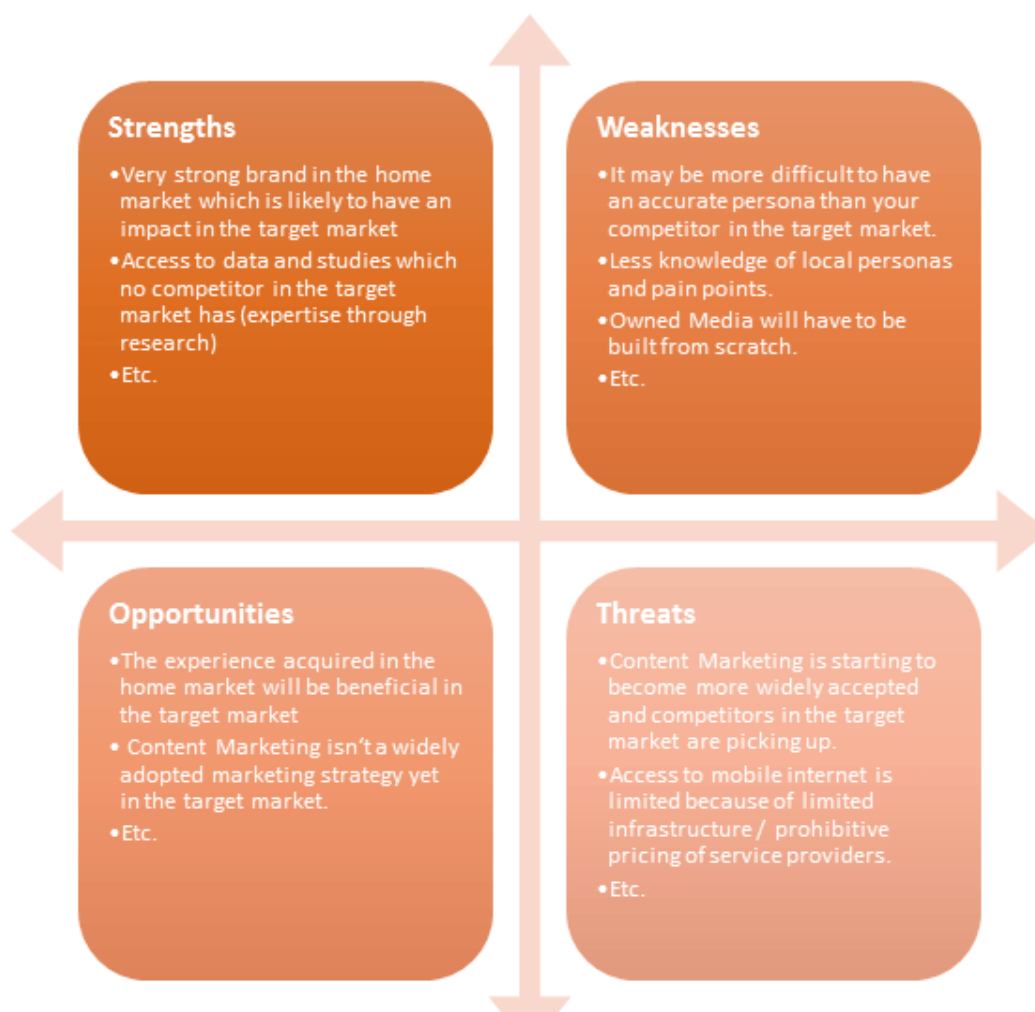 Strengths
•Very strong brand in the home
market which is likely to have an
impact in the target market
•Access to data and studies which
no competitor in the target
market has (expertise through
research)
•Etc.
Weaknesses
•It may be more difficult to have
an accurate persona than your
competitor in the target market.
•Less knowledge of local personas
and pain points.
•Owned Media will have to be
built from scratch.
•Etc.
Opportunities
•The experience acquired in the
home market will be beneficial in
the target market
• Content Marketing isn't a widely
adopted marketing strategy yet
in the target market.
•Etc.
Threats
•Content Marketing is starting to
become more widely accepted
and competitors in the target
market are picking up.
•Access to mobile internet is
limited because of limited
infrastructure / prohibitive
pricing of service providers.
•Etc.